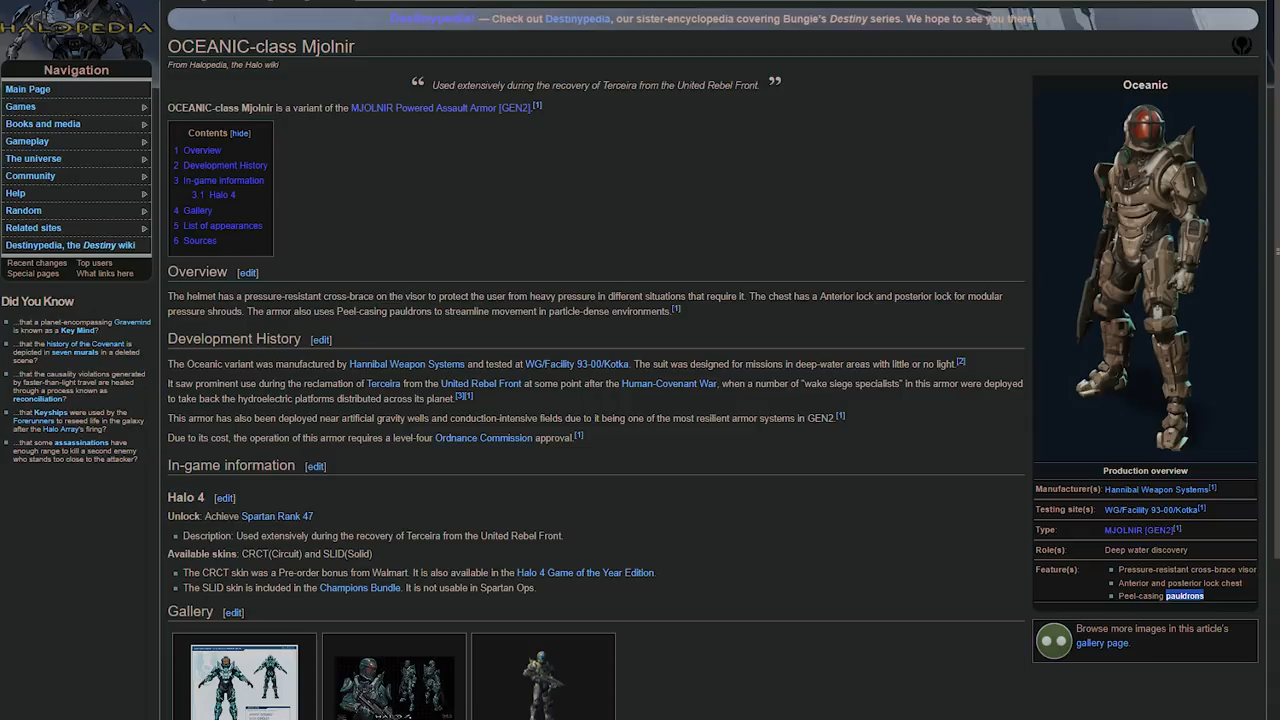 HALOPEDIA
Navigation
Main Page
Games
Books and media
Gameplay
The universe
Community
Help
Random
Related sites
Destinypedia, the Destiny wiki
Recent changes Top users
Special pages What links here
Did You Know
...that a planet-encompassing Gravemind
is known as a Key Mind?
...that the history of the Covenant is
depicted in seven murals in a deleted
scene?
...that the causality violations generated
by faster-than-light travel are healed
through a process known as
reconciliation?
...that Keyships were used by the
Forerunners to reseed life in the galaxy
after the Halo Array's firing?
...that some assassinations have
enough range to kill a second enemy
who stands too close to the attacker?
Destinypedia! — Check out Destinypedia, our sister-encyclopedia covering Bungie's Destiny series. We hope to see you there!
OCEANIC-class Mjolnir
From Halopedia, the Halo wiki
“ Used extensively during the recovery of Terceira from the United Rebel Front. ”
OCEANIC-class Mjolnir is a variant of the MJOLNIR Powered Assault Armor [GEN2].[1]
Contents [hide]
1 Overview
2 Development History
3 In-game information
3.1 Halo 4
4 Gallery
5 List of appearances
6 Sources
Overview [edit]
The helmet has a pressure-resistant cross-brace on the visor to protect the user from heavy pressure in different situations that require it. The chest has a Anterior lock and posterior lock for modular
pressure shrouds. The armor also uses Peel-casing pauldrons to streamline movement in particle-dense environments.[1]
Development History [edit]
The Oceanic variant was manufactured by Hannibal Weapon Systems and tested at WG/Facility 93-00/Kotka. The suit was designed for missions in deep-water areas with little or no light.[2]
It saw prominent use during the reclamation of Terceira from the United Rebel Front at some point after the Human-Covenant War, when a number of "wake siege specialists" in this armor were deployed
to take back the hydroelectric platforms distributed across its planet.[3][1]
This armor has also been deployed near artificial gravity wells and conduction-intensive fields due to it being one of the most resilient armor systems in GEN2.[1]
Due to its cost, the operation of this armor requires a level-four Ordnance Commission approval.[1]
In-game information [edit]
Halo 4 [edit]
Unlock: Achieve Spartan Rank 47
Description: Used extensively during the recovery of Terceira from the United Rebel Front.
Available skins: CRCT(Circuit) and SLID(Solid)
The CRCT skin was a Pre-order bonus from Walmart. It is also available in the Halo 4 Game of the Year Edition.
The SLID skin is included in the Champions Bundle. It is not usable in Spartan Ops.
Gallery [edit]
HALO 4
Oceanic
Production overview
Manufacturer(s): Hannibal Weapon Systems[1]
Testing site(s): WG/Facility 93-00/Kotka[1]
Type: MJOLNIR [GEN2][1]
Role(s): Deep water discovery
Feature(s): Pressure-resistant cross-brace visor
Anterior and posterior lock chest
Peel-casing pauldrons
Browse more images in this article's
gallery page.